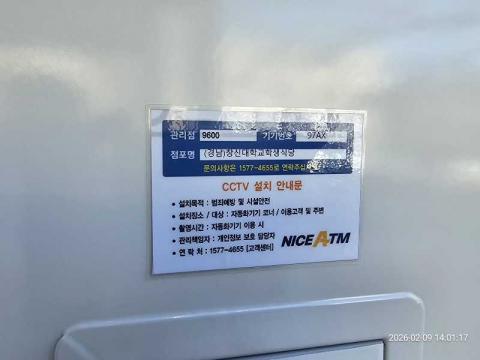 관리점 9600 기기번호 97AX
점포명 (경남)창신대학교학생식당
문의사항은 1577-4655로 연락주십
CCTV 설치 안내문
• 설치목적 : 범죄예방 및 시설안전
• 설치장소 / 대상 : 자동화기기 코너 / 이용고객 및 주변
• 촬영시간 : 자동화기기 이용 시
• 관리책임자 : 개인정보 보호 담당자
• 연 락 처 : 1577-4655 [고객센터]
NICE ATM
2026-02-09 14:01:17